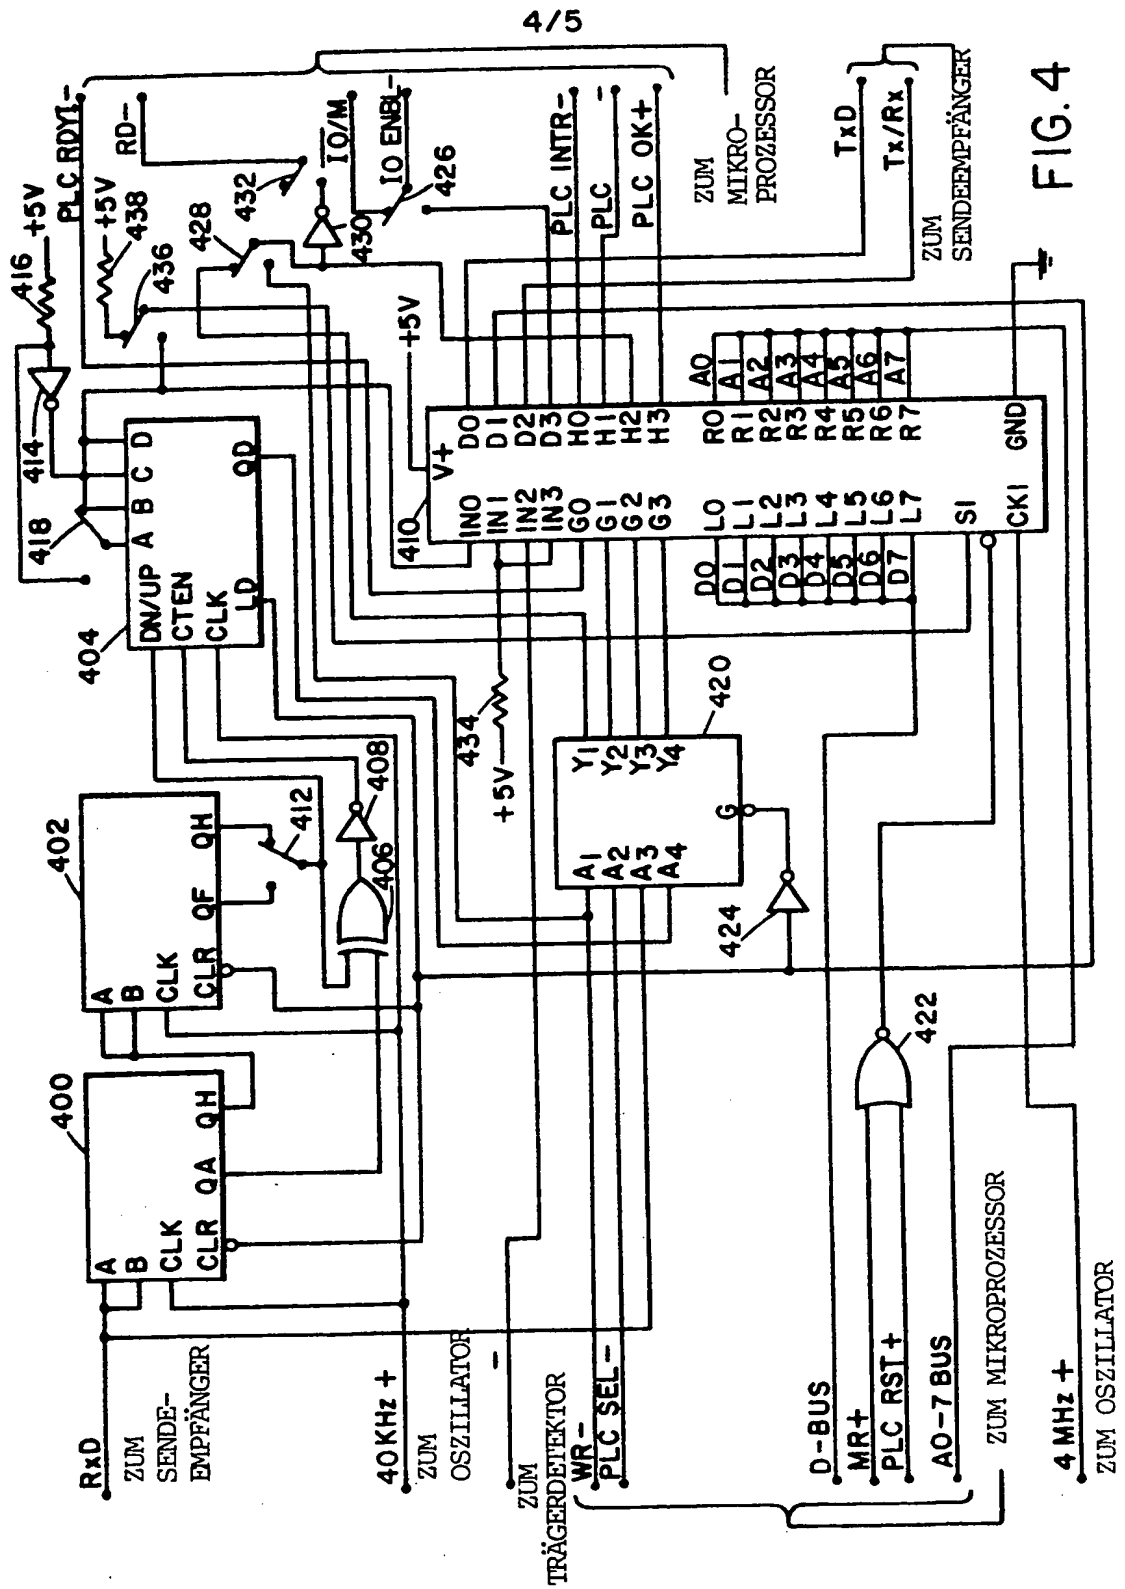 4/5
RxD
ZUM
SENDE-
EMPFÄNGER
40KHz +
ZUM
OSZILLATOR
–
ZUM
TRÄGERDETEKTOR
WR–
PLC SEL–
D-BUS
MR+
PLC RST+
A0-7 BUS
ZUM MIKROPROZESSOR
4 MHz +
ZUM OSZILLATOR
400
A
B
CLK
CLR
QA
QH
402
A
B
CLK
CLR
QF
QH
412
406
408
404
DN/UP
CTEN
CLK
LD
QD
A
B
C
D
418
414
416
+5V
PLC RDYI–
+5V
438
436
RD–
432
428
430
IO/M
IO ENBL–
426
PLC INTR–
PLC –
PLC OK+
ZUM
MIKRO-
PROZESSOR
TxD
Tx/Rx
ZUM
SENDEEMPFÄNGER
434
+5V
420
A1
A2
A3
A4
Y1
Y2
Y3
Y4
G
424
422
410
+5V
V+
IN0
IN1
IN2
IN3
G0
G1
G2
G3
L0
L1
L2
L3
L4
L5
L6
L7
SI
CKI
D0
D1
D2
D3
H0
H1
H2
H3
R0
R1
R2
R3
R4
R5
R6
R7
GND
D0
D1
D2
D3
D4
D5
D6
D7
A0
A1
A2
A3
A4
A5
A6
A7
FIG. 4